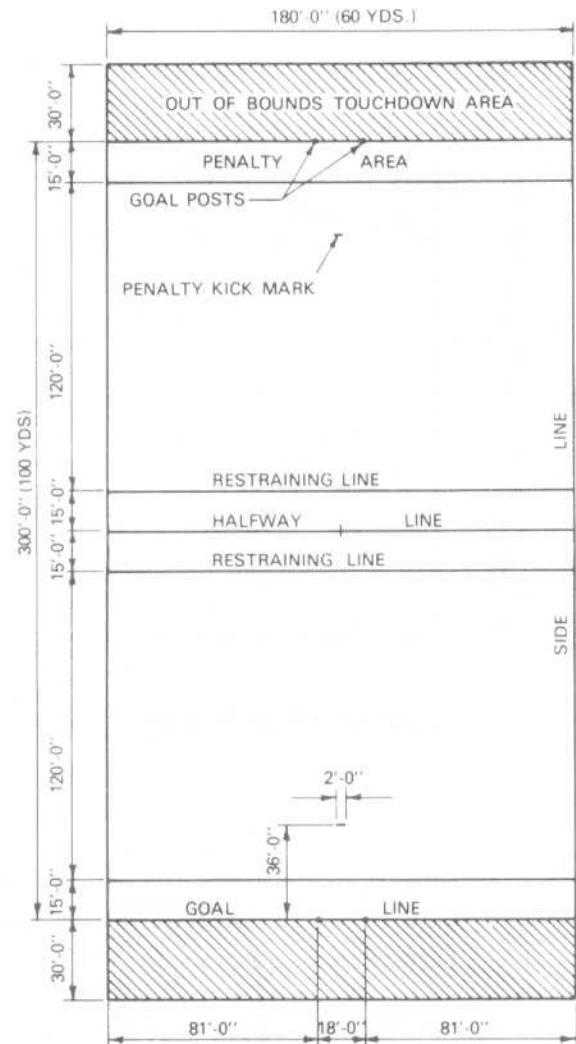 180'-0'' (60 YDS.)
30'-0''
OUT OF BOUNDS TOUCHDOWN AREA
15'-0''
PENALTY AREA
GOAL POSTS
PENALTY KICK MARK
120'-0''
300'-0'' (100 YDS)
LINE
RESTRAINING LINE
15'-0''
HALFWAY LINE
15'-0''
RESTRAINING LINE
SIDE
120'-0''
2'-0''
36'-0''
15'-0''
GOAL LINE
30'-0''
81'-0'' 18'-0'' 81'-0''